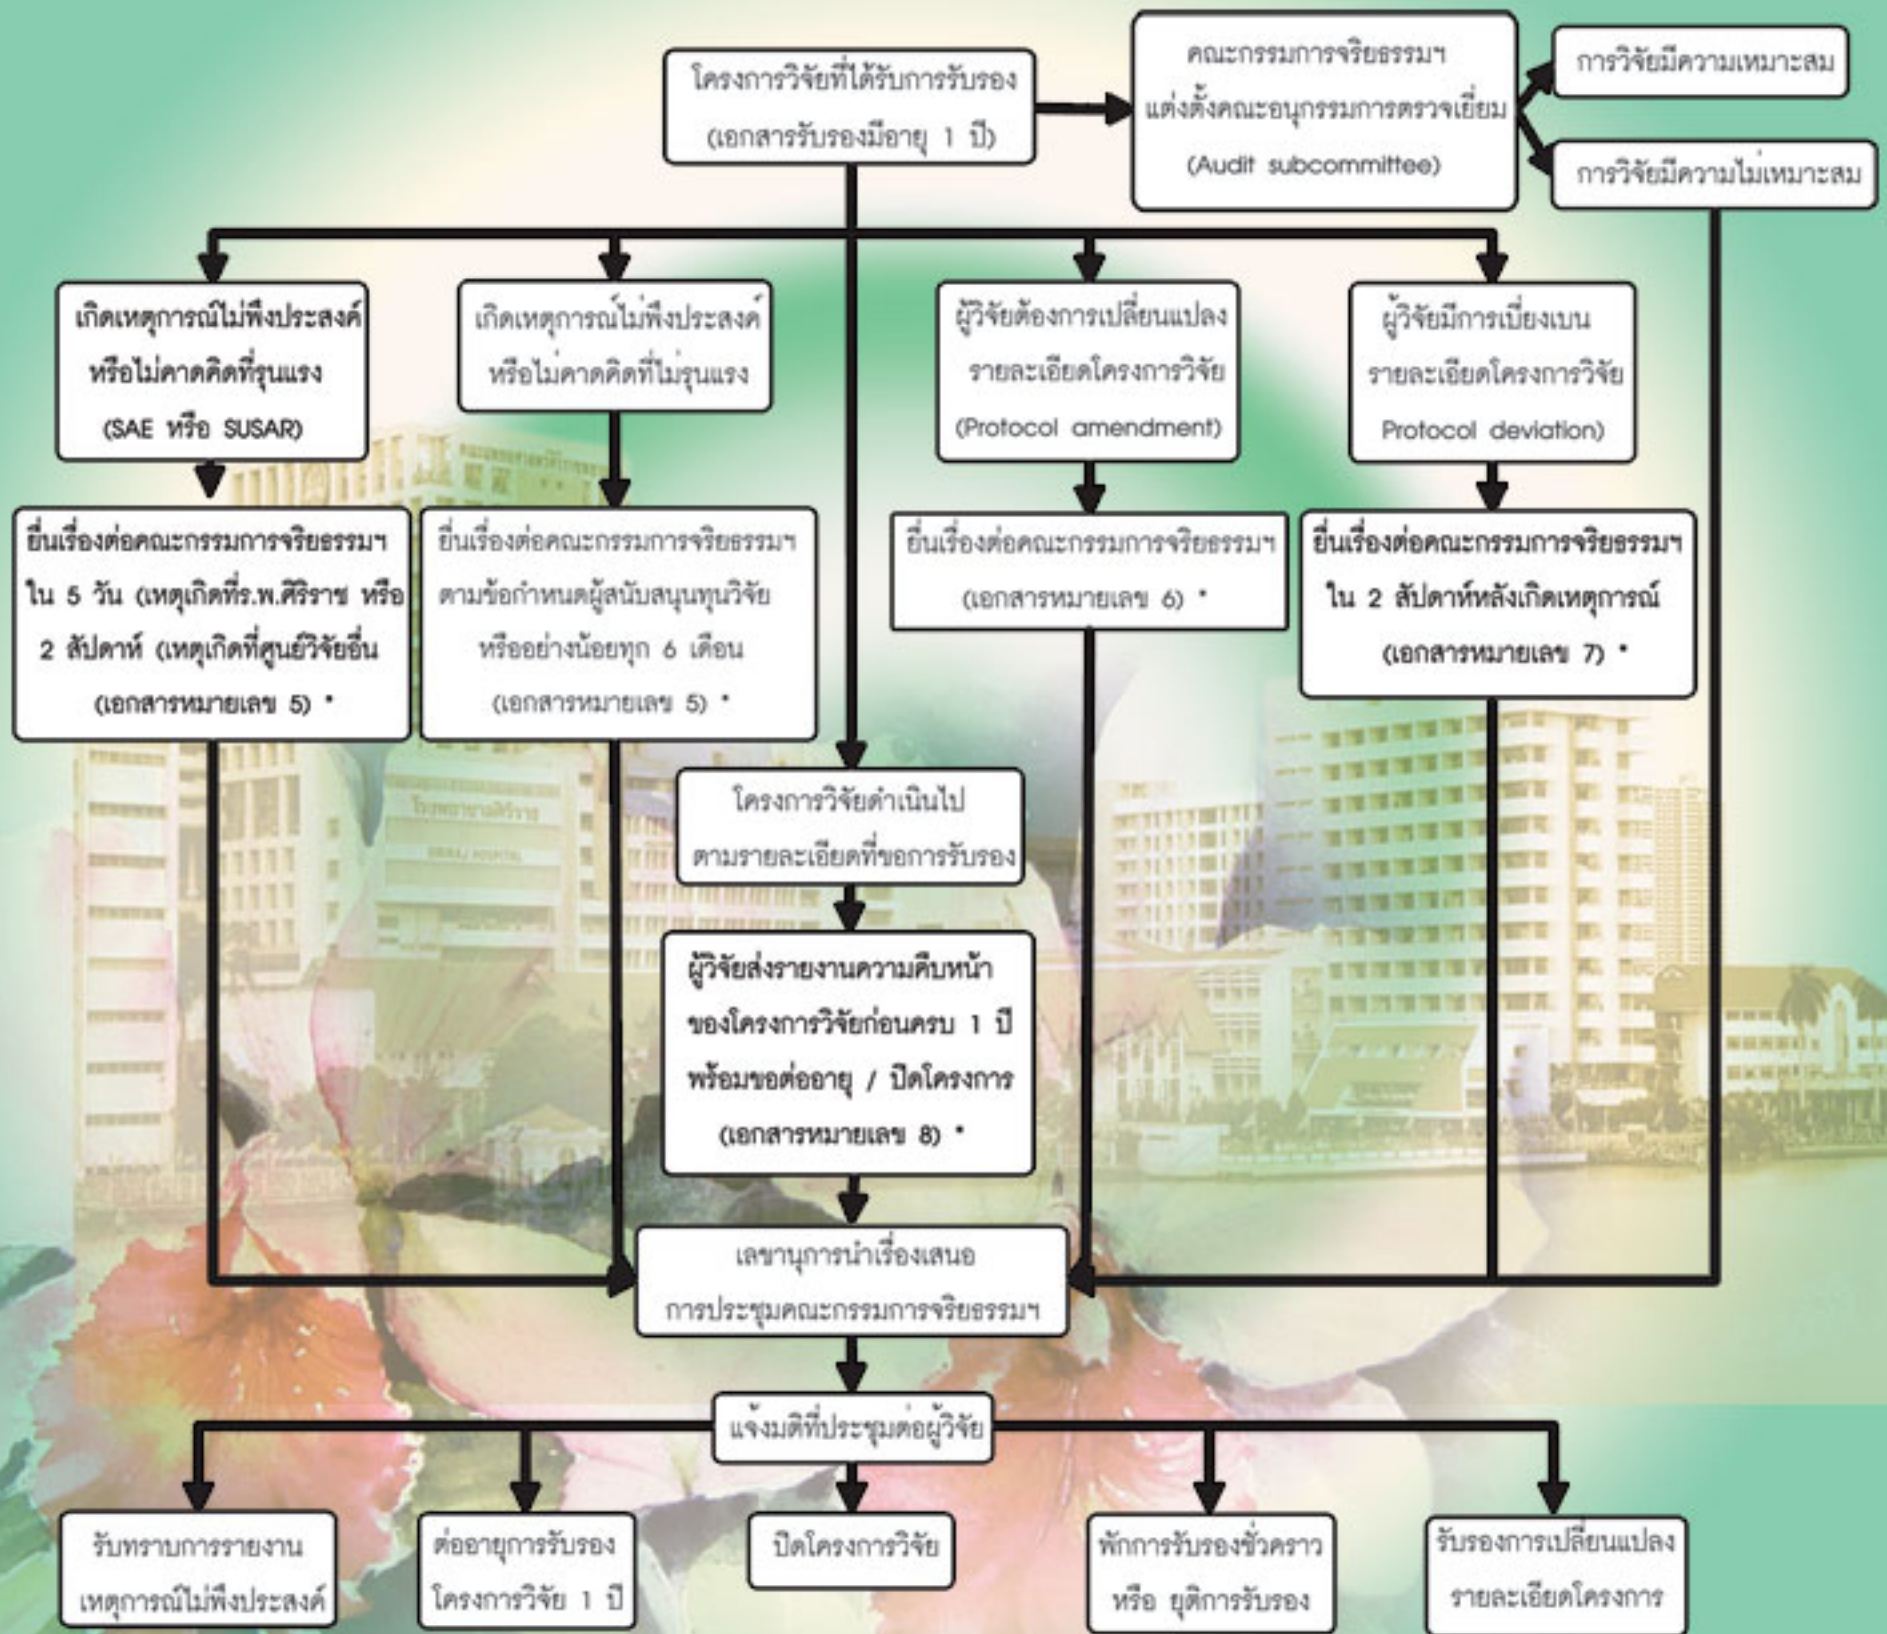 โครงการวิจัยที่ได้รับการรับรอง
(เอกสารรับรองมีอายุ 1 ปี)
คณะกรรมการจริยธรรมฯ
แต่งตั้งคณะอนุกรรมการตรวจเยี่ยม
(Audit subcommittee)
การวิจัยมีความเหมาะสม
การวิจัยมีความไม่เหมาะสม
เกิดเหตุการณ์ไม่พึงประสงค์
หรือไม่คาดคิดที่รุนแรง
(SAE หรือ SUSAR)
เกิดเหตุการณ์ไม่พึงประสงค์
หรือไม่คาดคิดที่ไม่รุนแรง
ผู้วิจัยต้องการเปลี่ยนแปลง
รายละเอียดโครงการวิจัย
(Protocol amendment)
ผู้วิจัยมีการเบี่ยงเบน
รายละเอียดโครงการวิจัย
Protocol deviation)
ยื่นเรื่องต่อคณะกรรมการจริยธรรมฯ
ใน 5 วัน (เหตุเกิดที่ร.พ.ศิริราช หรือ
2 สัปดาห์ (เหตุเกิดที่ศูนย์วิจัยอื่น
(เอกสารหมายเลข 5) *
ยื่นเรื่องต่อคณะกรรมการจริยธรรมฯ
ตามข้อกำหนดผู้สนับสนุนทุนวิจัย
หรืออย่างน้อยทุก 6 เดือน
(เอกสารหมายเลข 5) *
ยื่นเรื่องต่อคณะกรรมการจริยธรรมฯ
(เอกสารหมายเลข 6) *
ยื่นเรื่องต่อคณะกรรมการจริยธรรมฯ
ใน 2 สัปดาห์หลังเกิดเหตุการณ์
(เอกสารหมายเลข 7) *
โรงพยาบาลศิริราช
SIRIRAJ HOSPITAL
โครงการวิจัยดำเนินไป
ตามรายละเอียดที่ขอการรับรอง
ผู้วิจัยส่งรายงานความคืบหน้า
ของโครงการวิจัยก่อนครบ 1 ปี
พร้อมขอต่ออายุ / ปิดโครงการ
(เอกสารหมายเลข 8) *
เลขานุการนำเรื่องเสนอ
การประชุมคณะกรรมการจริยธรรมฯ
แจ้งมติที่ประชุมต่อผู้วิจัย
รับทราบการรายงาน
เหตุการณ์ไม่พึงประสงค์
ต่ออายุการรับรอง
โครงการวิจัย 1 ปี
ปิดโครงการวิจัย
พักการรับรองชั่วคราว
หรือ ยุติการรับรอง
รับรองการเปลี่ยนแปลง
รายละเอียดโครงการ